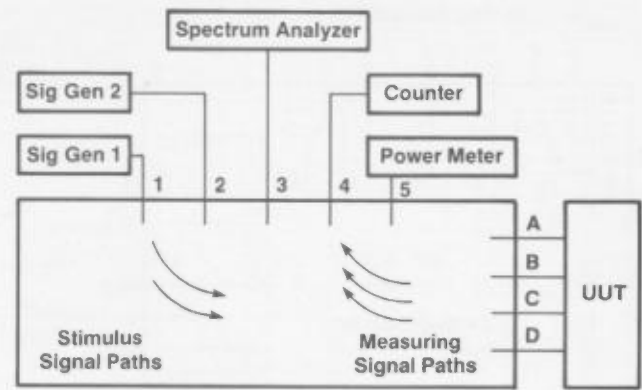 Spectrum Analyzer
Sig Gen 2
Counter
Sig Gen 1
Power Meter
1
2
3
4
5
A
B
C
D
UUT
Stimulus
Signal Paths
Measuring
Signal Paths